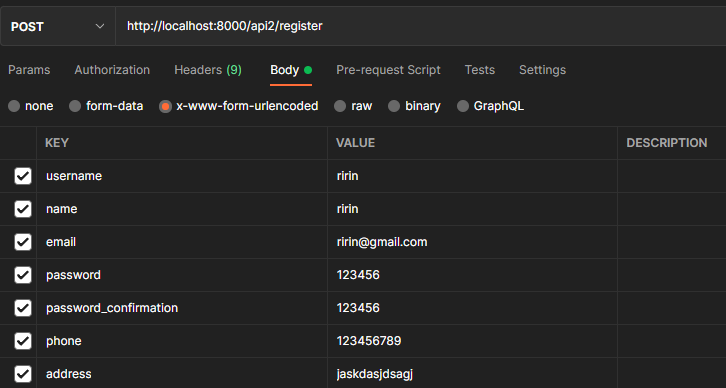 POST http://localhost:8000/api2/register
Params Authorization Headers (9) Body Pre-request Script Tests Settings
none form-data x-www-form-urlencoded raw binary GraphQL
KEY VALUE DESCRIPTION
username ririn
name ririn
email ririn@gmail.com
password 123456
password_confirmation 123456
phone 123456789
address jaskdasjdsagj